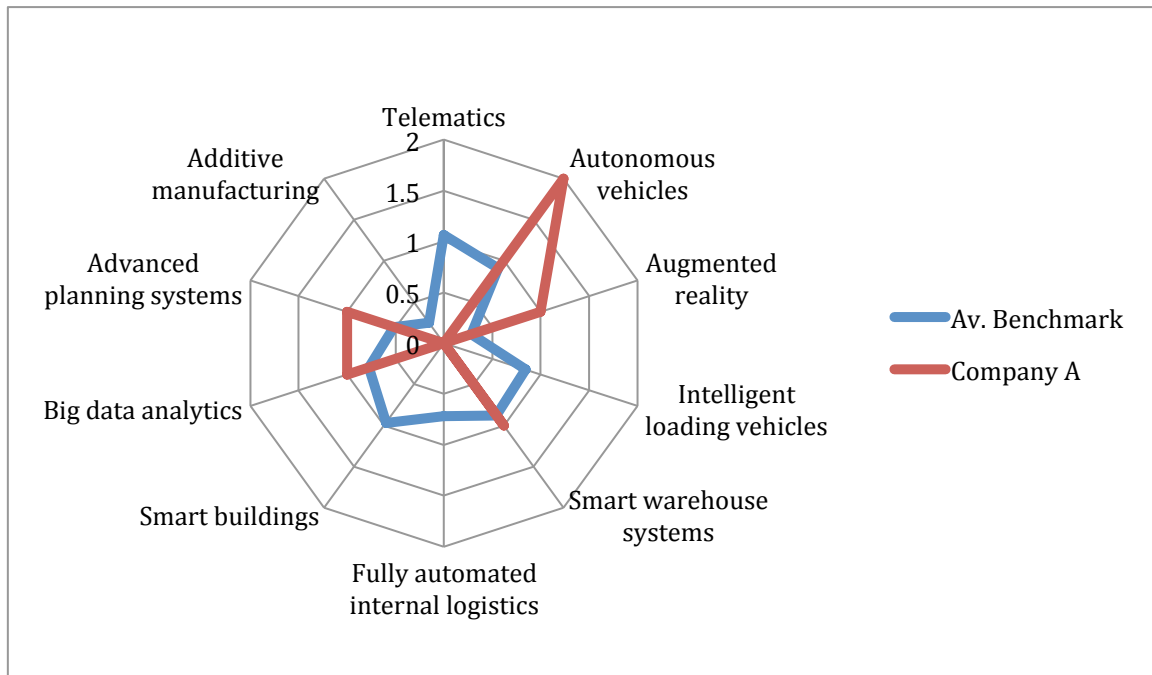 Telematics
2
1.5
1
0.5
0
Autonomous
vehicles
Augmented
reality
Intelligent
loading vehicles
Smart warehouse
systems
Fully automated
internal logistics
Smart buildings
Big data analytics
Advanced
planning systems
Additive
manufacturing
Av. Benchmark
Company A